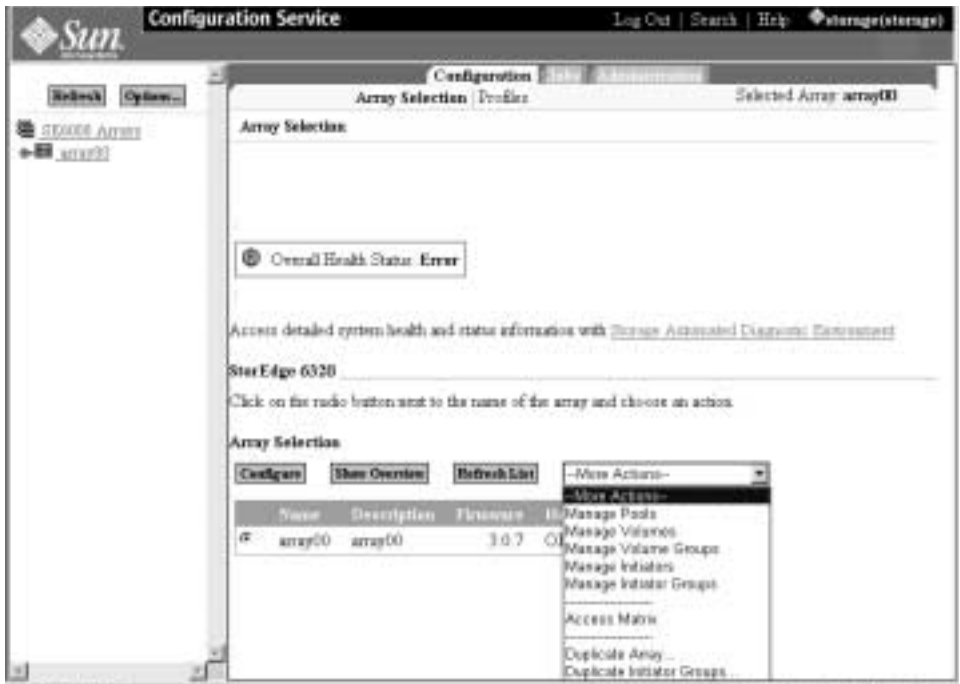 Sun
Configuration Service
Log Out | Search | Help
storage(storage)
Refresh
Options...
SE6000 Arrays
array00
Configuration
Jobs
Administration
Array Selection | Profiles
Selected Array: array00
Array Selection
Overall Health Status: Error
Access detailed system health and status information with Storage Automated Diagnostic Environment
StorEdge 6320
Click on the radio button next to the name of the array and choose an action.
Array Selection
Configure
Show Overview
Refresh List
--More Actions--
--More Actions--
Manage Pools
Manage Volumes
Manage Volume Groups
Manage Initiators
Manage Initiator Groups
-----------------
Access Matrix
-----------------
Duplicate Array...
Duplicate Initiator Groups...
Name Description Firmware
array00 array00 3.0.7